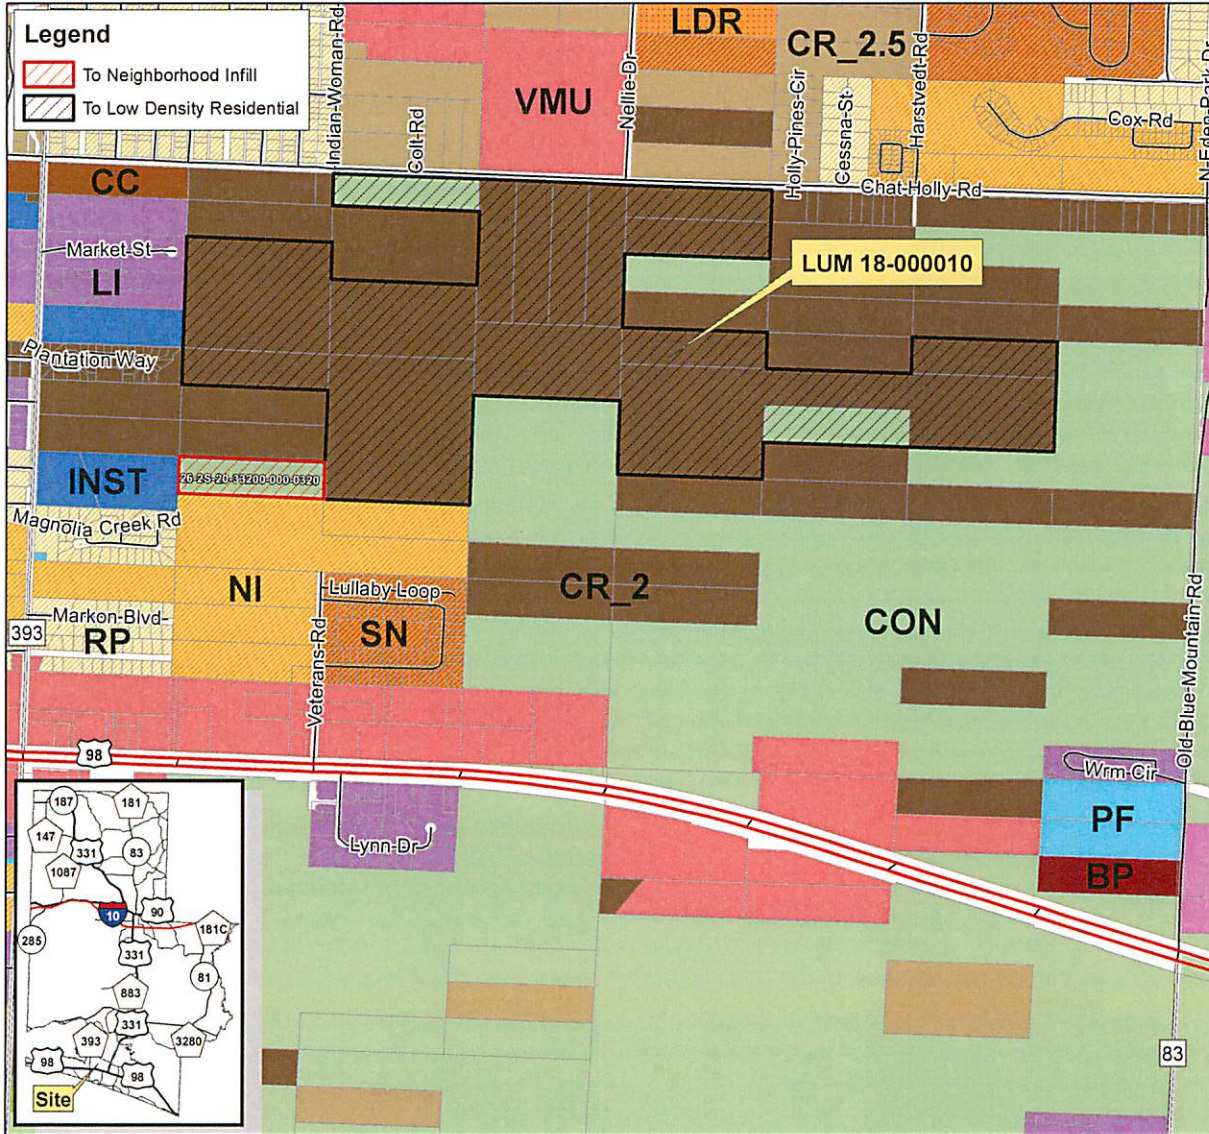 Legend
To Neighborhood Infill
To Low Density Residential
Indian-Woman-Rd
Colt-Rd
VMU
Nellie-Dr
LDR
CR_2.5
Holly-Pines-Cir
Cessna-St
Harstvedt-Rd
Cox-Rd
N-Eden-Park-Dr
Chat-Holly-Rd
CC
Market-St
LI
LUM 18-000010
Plantation Way
INST
26-2S-20-33200-000-0320
Magnolia Creek Rd
NI
Lullaby-Loop
CR_2
CON
Markon-Blvd
RP
SN
393
Veterans-Rd
Old-Blue-Mountain-Rd
98
Wrm Cir
PF
BP
Lynn-Dr
83
187
181
147
331
83
1087
10
90
181C
285
331
81
883
331
393
3280
98
98
Site